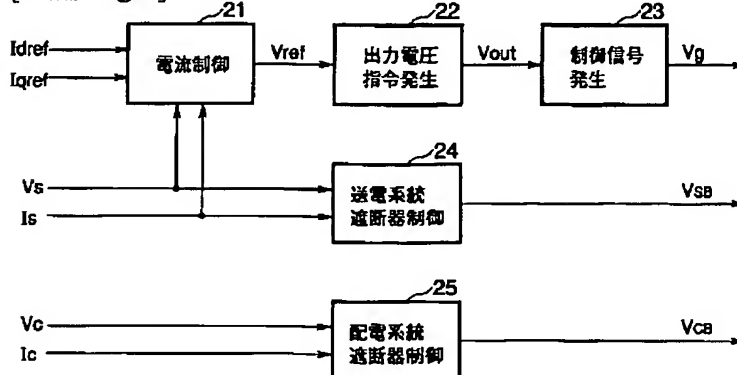 21
22
23
Idref
Iqref
電流制御
Vref
出力電圧
指令発生
Vout
制御信号
発生
Vg
24
Vs
Is
送電系統
遮断器制御
VSB
25
Vc
Ic
配電系統
遮断器制御
VCB